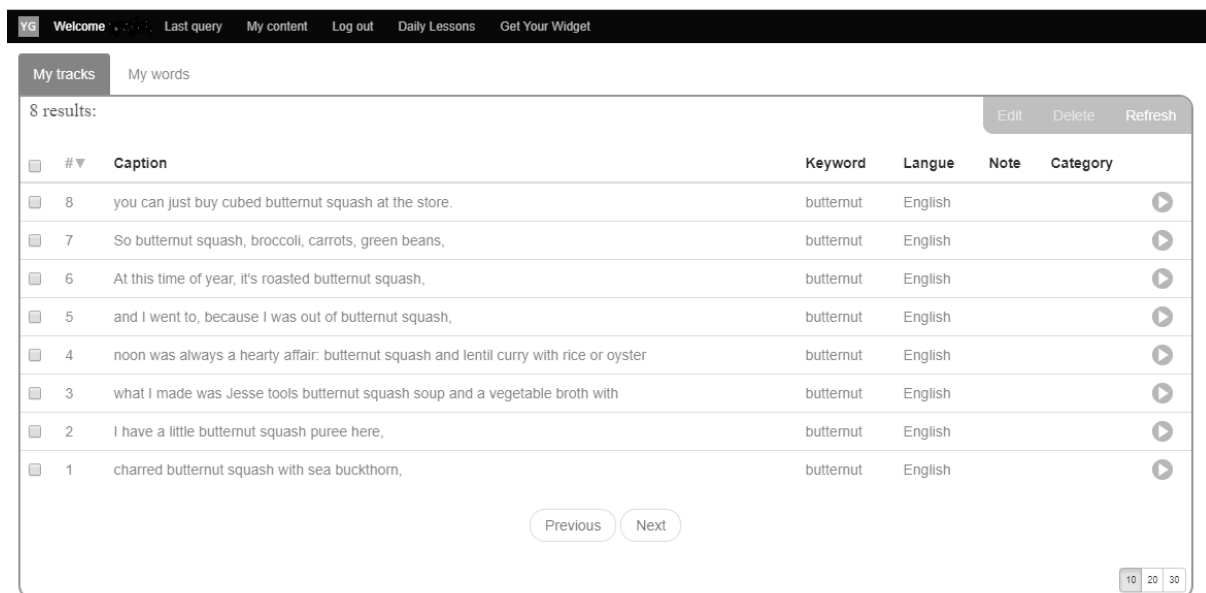 YG Welcome Last query My content Log out Daily Lessons Get Your Widget
My tracks My words
8 results: Edit Delete Refresh
#▼ Caption Keyword Langue Note Category
8 you can just buy cubed butternut squash at the store. butternut English
7 So butternut squash, broccoli, carrots, green beans, butternut English
6 At this time of year, it's roasted butternut squash, butternut English
5 and I went to, because I was out of butternut squash, butternut English
4 noon was always a hearty affair: butternut squash and lentil curry with rice or oyster butternut English
3 what I made was Jesse tools butternut squash soup and a vegetable broth with butternut English
2 I have a little butternut squash puree here, butternut English
1 charred butternut squash with sea buckthorn, butternut English
Previous Next
10 20 30